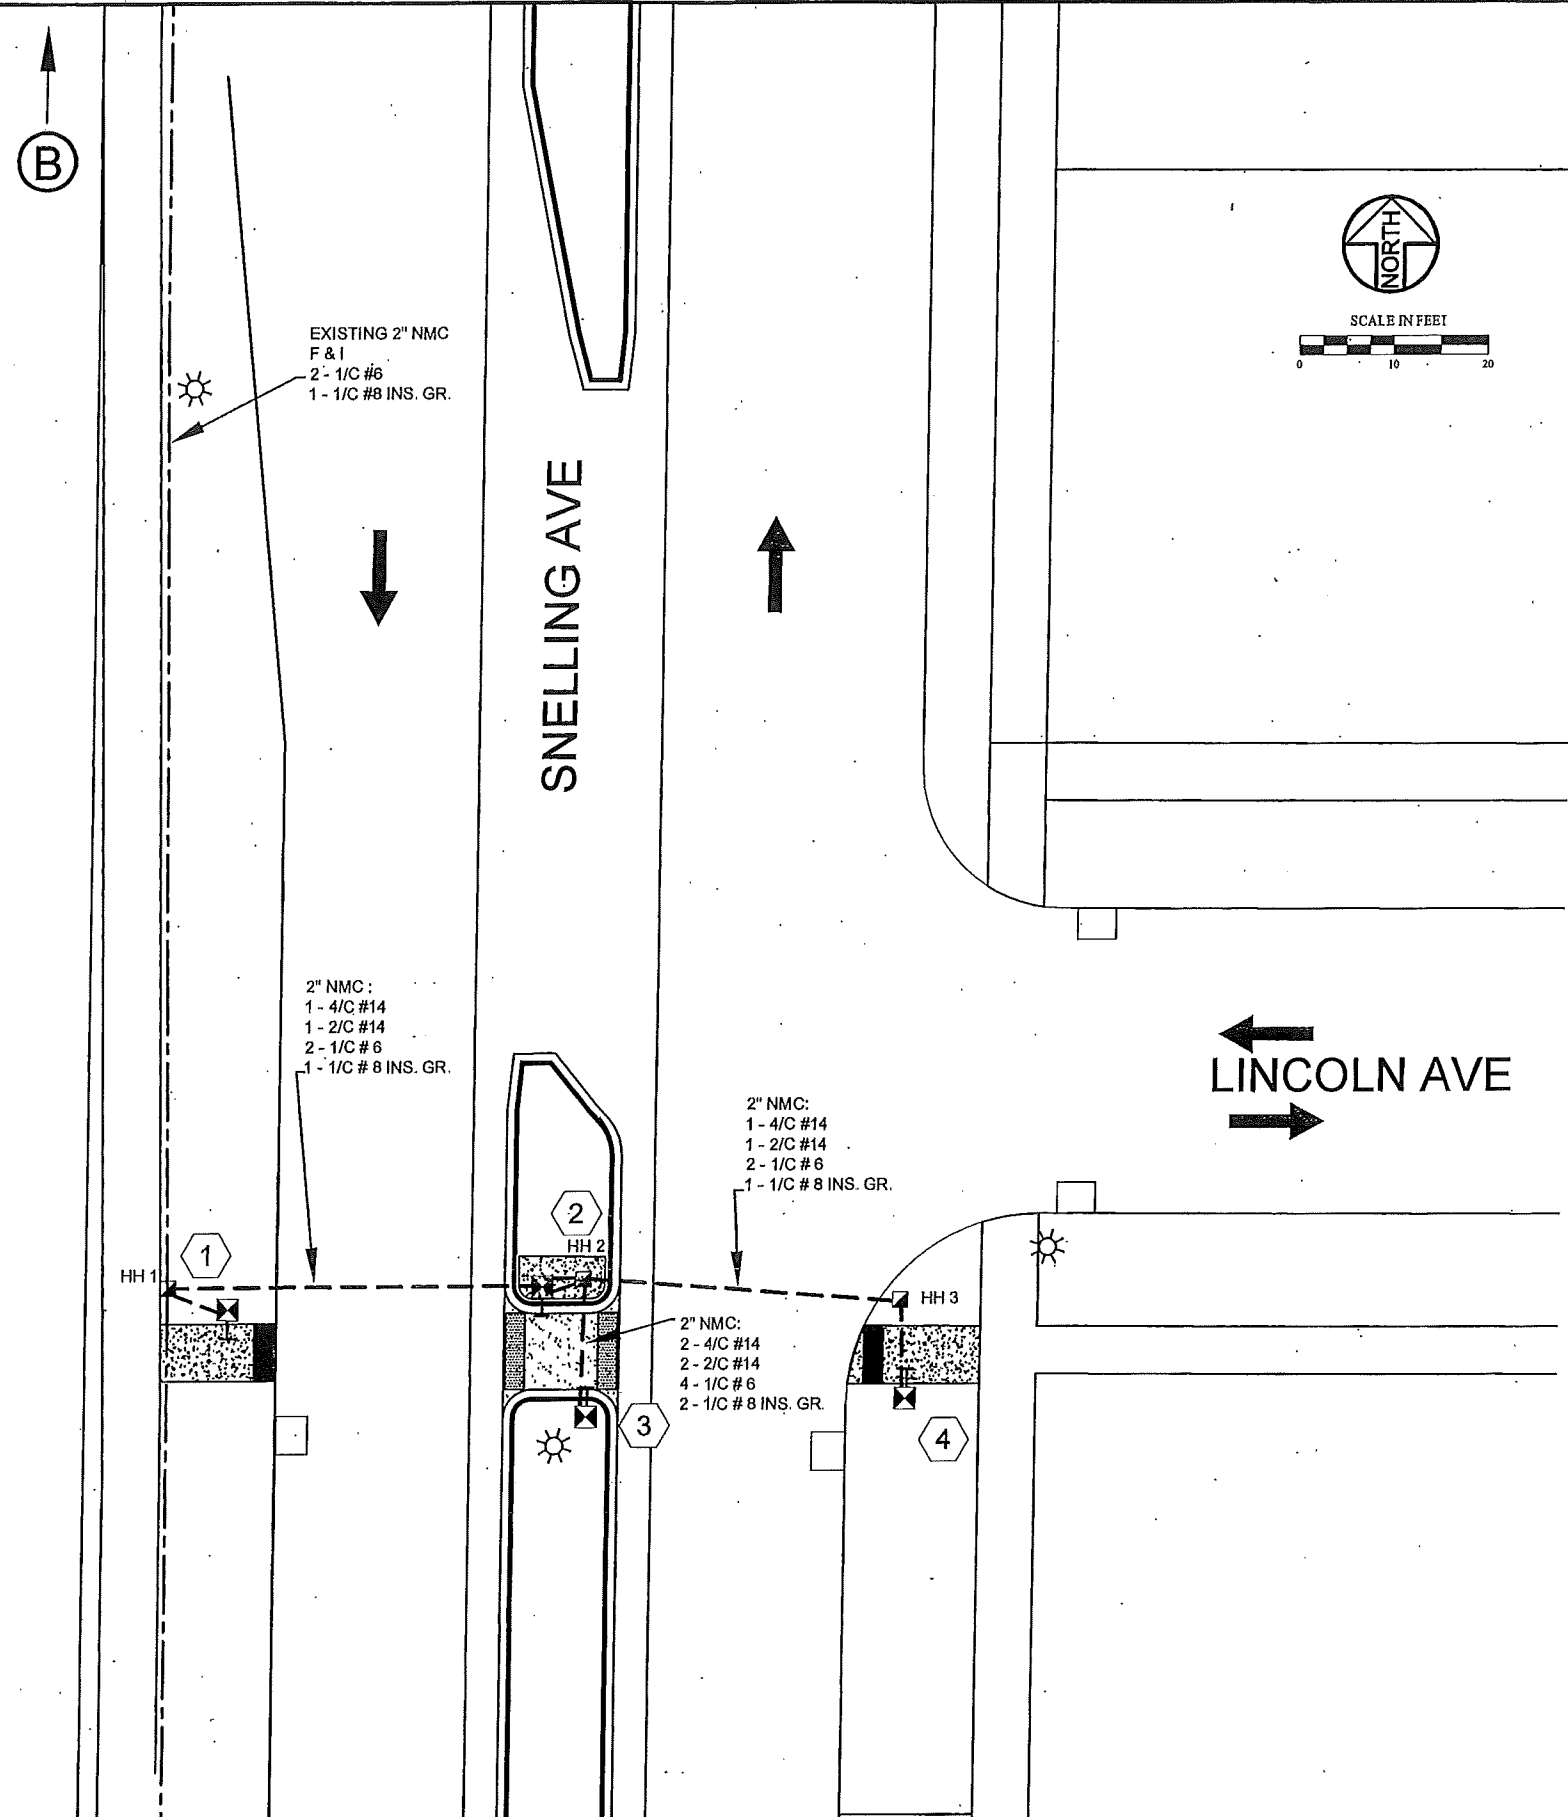 B
NORTH
SCALE IN FEET
0 10 20
EXISTING 2" NMC
F & I
2 - 1/C #6
1 - 1/C #8 INS. GR.
SNELLING AVE
2" NMC :
1 - 4/C #14
1 - 2/C #14
2 - 1/C # 6
1 - 1/C # 8 INS. GR.
LINCOLN AVE
2" NMC:
1 - 4/C #14
1 - 2/C #14
2 - 1/C # 6
1 - 1/C # 8 INS. GR.
2
HH 2
1
HH 1
HH 3
2" NMC:
2 - 4/C #14
2 - 2/C #14
4 - 1/C # 6
2 - 1/C # 8 INS. GR.
3
4